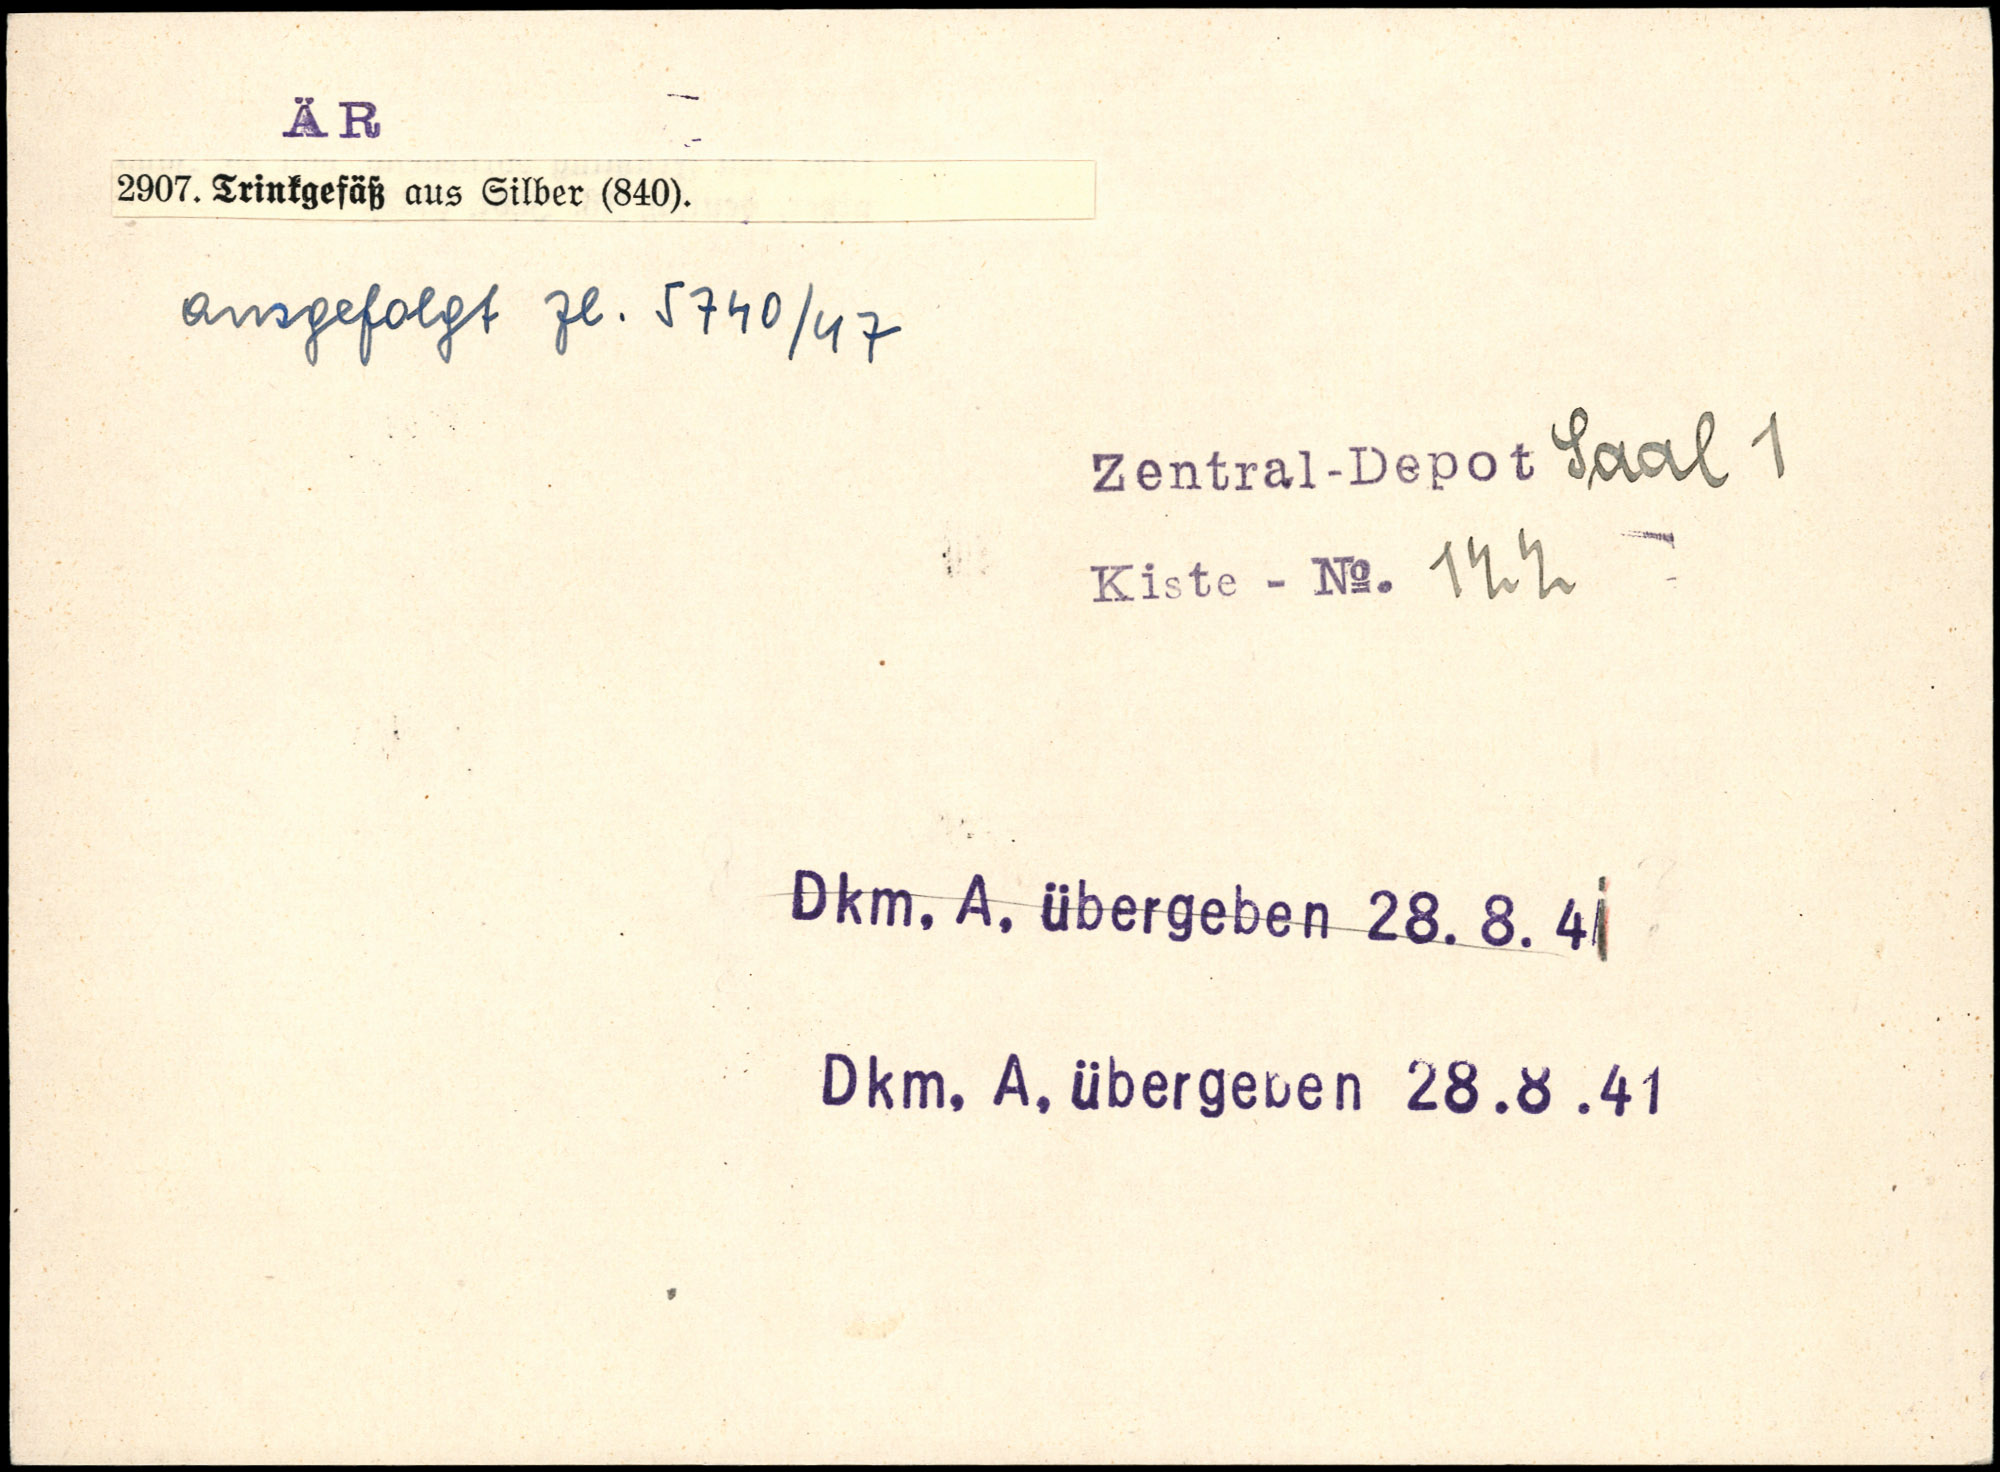 ÄR
2907. Trinkgefäß aus Silber (840).
ausgefolgt Zl. 5740/47
Zentral-Depot Saal 1
Kiste - №. 122
Dkm. A. übergeben 28. 8. 41
Dkm. A. übergeben 28.8.41